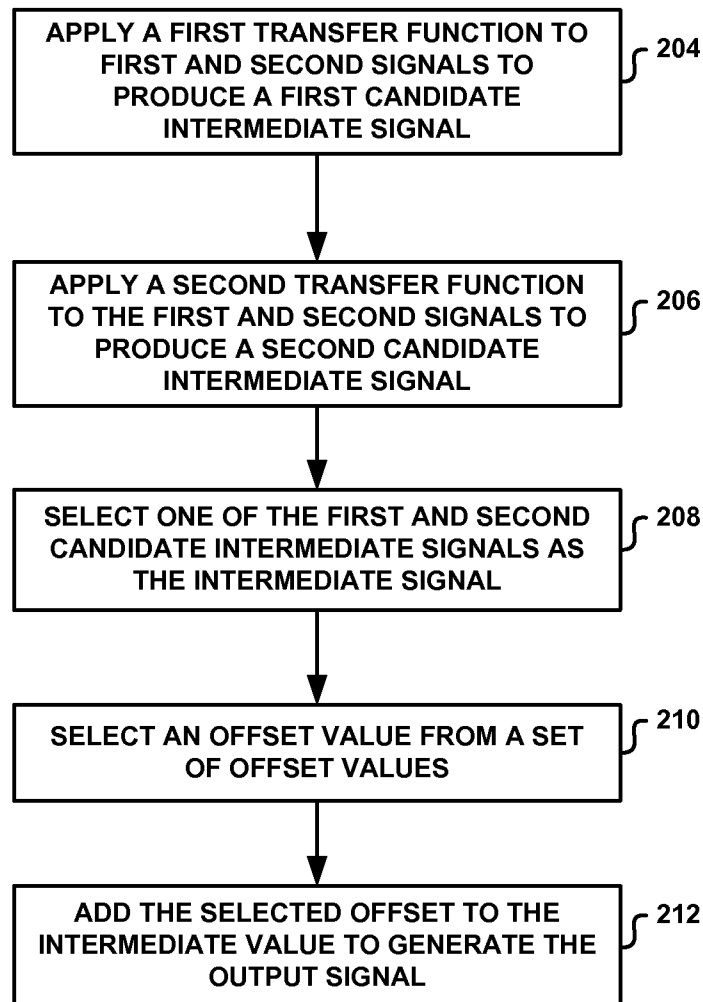 APPLY A FIRST TRANSFER FUNCTION TO
FIRST AND SECOND SIGNALS TO
PRODUCE A FIRST CANDIDATE
INTERMEDIATE SIGNAL
204
APPLY A SECOND TRANSFER FUNCTION
TO THE FIRST AND SECOND SIGNALS TO
PRODUCE A SECOND CANDIDATE
INTERMEDIATE SIGNAL
206
SELECT ONE OF THE FIRST AND SECOND
CANDIDATE INTERMEDIATE SIGNALS AS
THE INTERMEDIATE SIGNAL
208
SELECT AN OFFSET VALUE FROM A SET
OF OFFSET VALUES
210
ADD THE SELECTED OFFSET TO THE
INTERMEDIATE VALUE TO GENERATE THE
OUTPUT SIGNAL
212